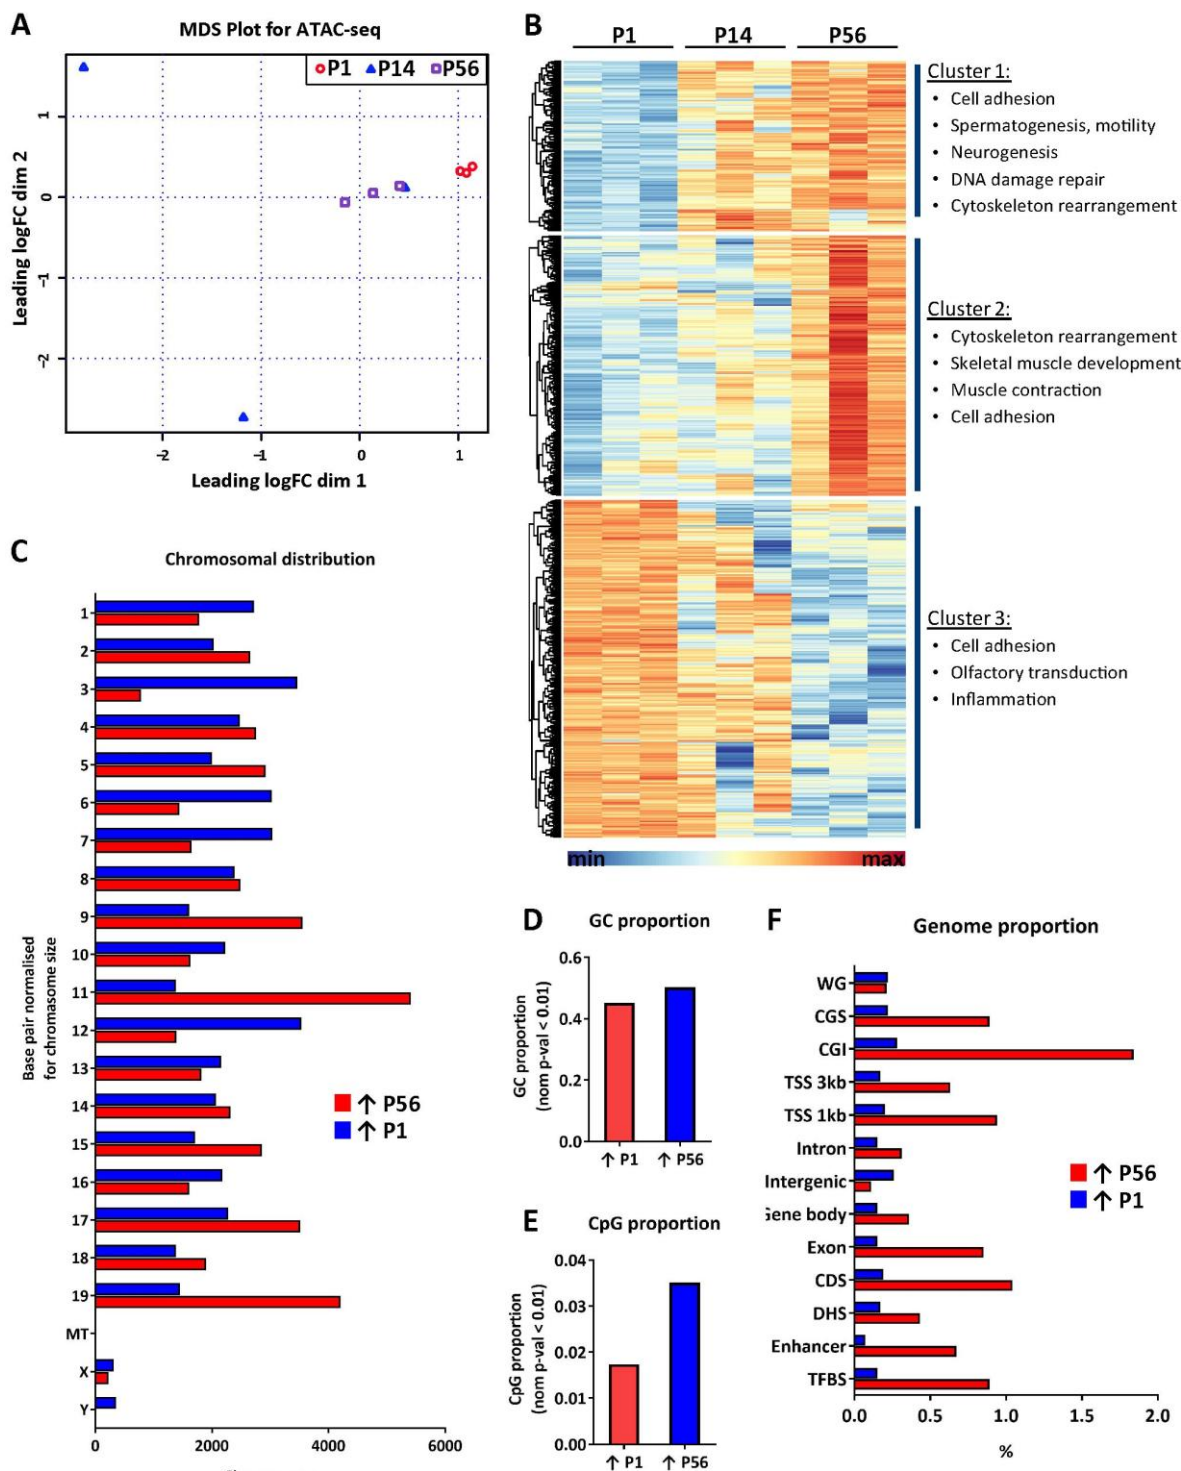 A
MDS Plot for ATAC-seq
P1 P14 P56
Leading logFC dim 2
1
0
-1
-2
-2 -1 0 1
Leading logFC dim 1
B
P1 P14 P56
Cluster 1:
• Cell adhesion
• Spermatogenesis, motility
• Neurogenesis
• DNA damage repair
• Cytoskeleton rearrangement
Cluster 2:
• Cytoskeleton rearrangement
• Skeletal muscle development
• Muscle contraction
• Cell adhesion
Cluster 3:
• Cell adhesion
• Olfactory transduction
• Inflammation
min max
C
Chromosomal distribution
Base pair normalised
for chromasome size
1
2
3
4
5
6
7
8
9
10
11
12
13
14
15
16
17
18
19
MT
X
Y
↑ P56
↑ P1
0 2000 4000 6000
D
GC proportion
GC proportion
(nom p-val < 0.01)
0.6
0.4
0.2
0.0
↑ P1 ↑ P56
E
CpG proportion
CpG proportion
(nom p-val < 0.01)
0.04
0.03
0.02
0.01
0.00
↑ P1 ↑ P56
F
Genome proportion
WG
CGS
CGI
TSS 3kb
TSS 1kb
Intron
Intergenic
Gene body
Exon
CDS
DHS
Enhancer
TFBS
↑ P56
↑ P1
0.0 0.5 1.0 1.5 2.0
%